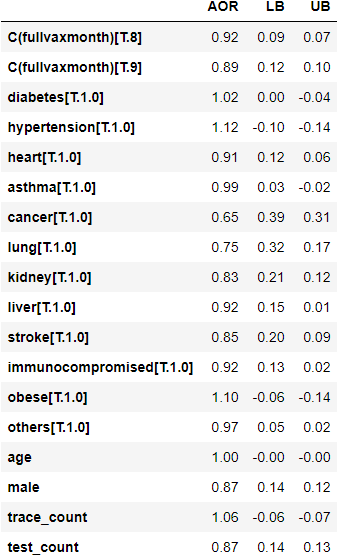 AOR LB UB
C(fullvaxmonth)[T.8] 0.92 0.09 0.07
C(fullvaxmonth)[T.9] 0.89 0.12 0.10
diabetes[T.1.0] 1.02 0.00 -0.04
hypertension[T.1.0] 1.12 -0.10 -0.14
heart[T.1.0] 0.91 0.12 0.06
asthma[T.1.0] 0.99 0.03 -0.02
cancer[T.1.0] 0.65 0.39 0.31
lung[T.1.0] 0.75 0.32 0.17
kidney[T.1.0] 0.83 0.21 0.12
liver[T.1.0] 0.92 0.15 0.01
stroke[T.1.0] 0.85 0.20 0.09
immunocompromised[T.1.0] 0.92 0.13 0.02
obese[T.1.0] 1.10 -0.06 -0.14
others[T.1.0] 0.97 0.05 0.02
age 1.00 -0.00 -0.00
male 0.87 0.14 0.12
trace_count 1.06 -0.06 -0.07
test_count 0.87 0.14 0.13